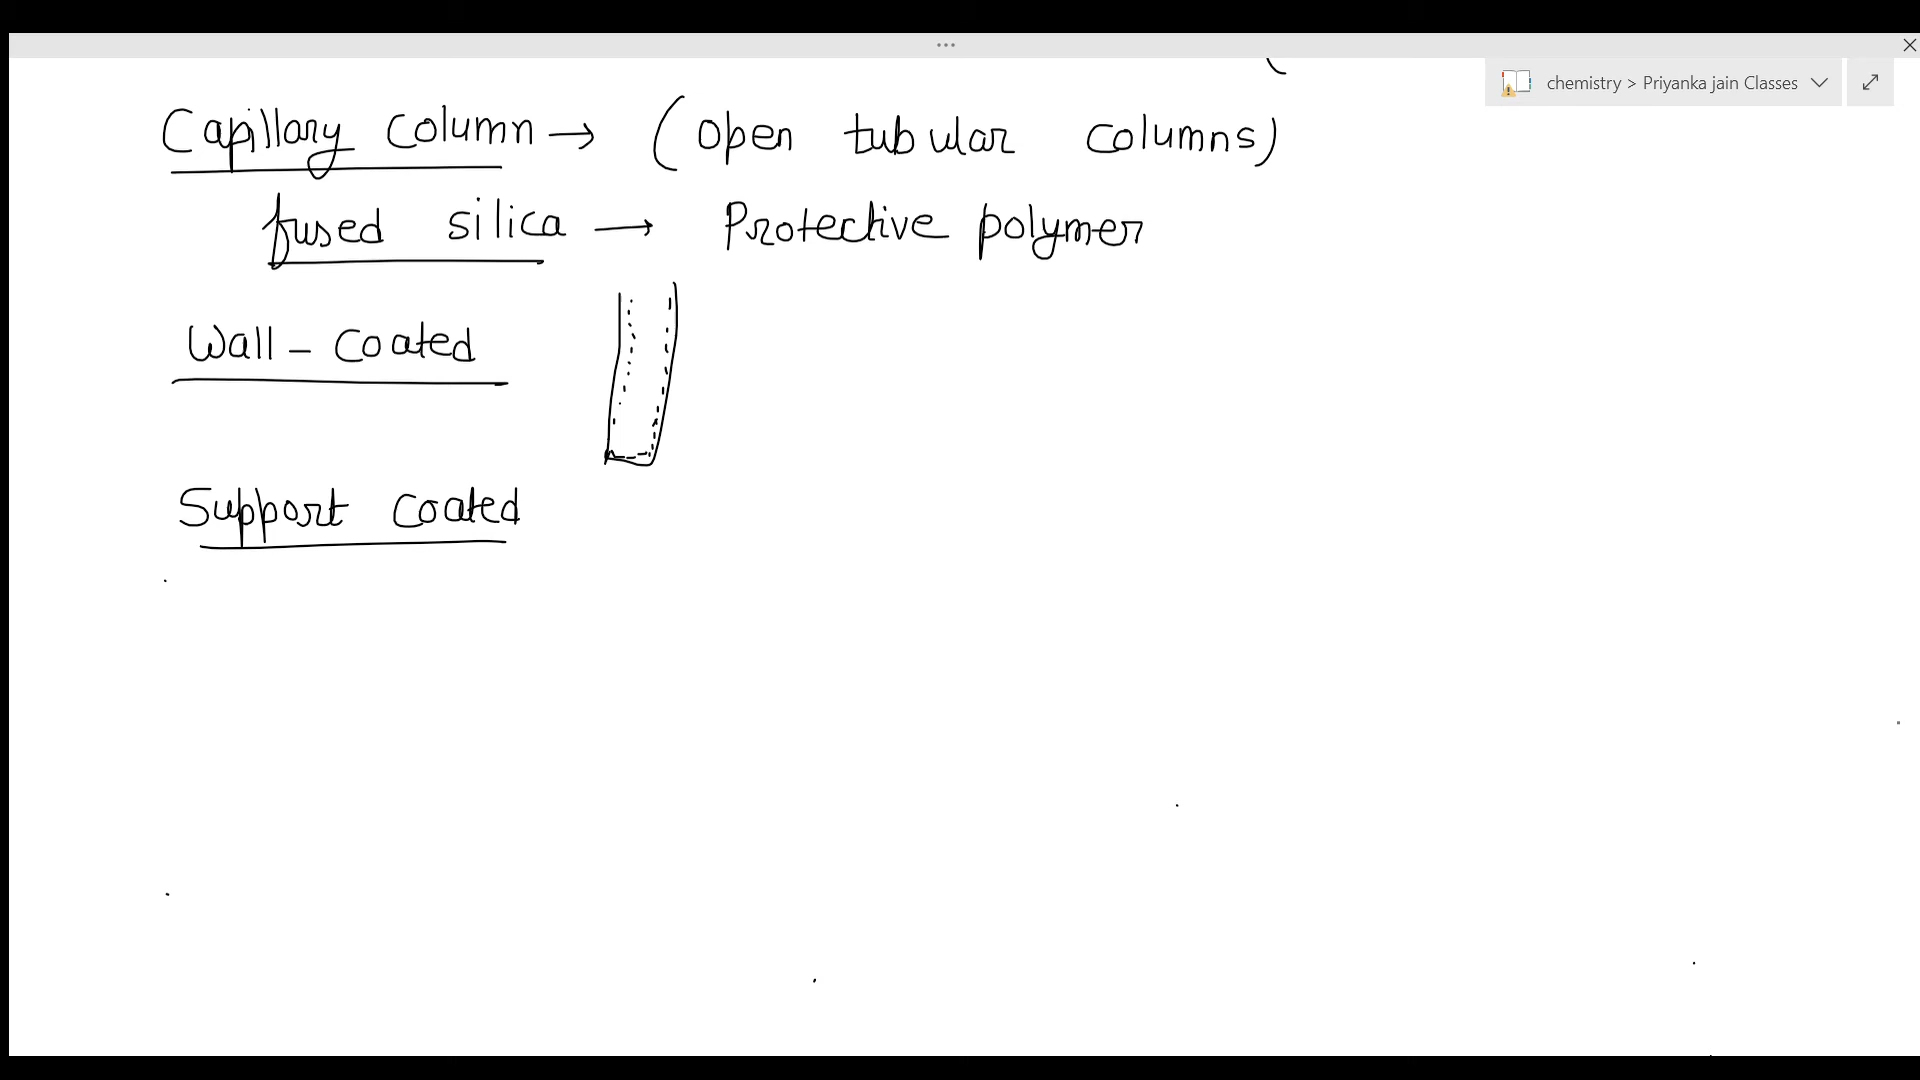 chemistry > Priyanka jain Classes
Capillary column → (open tubular columns)
fused silica → Protective polymer
Wall - coated
Support coated